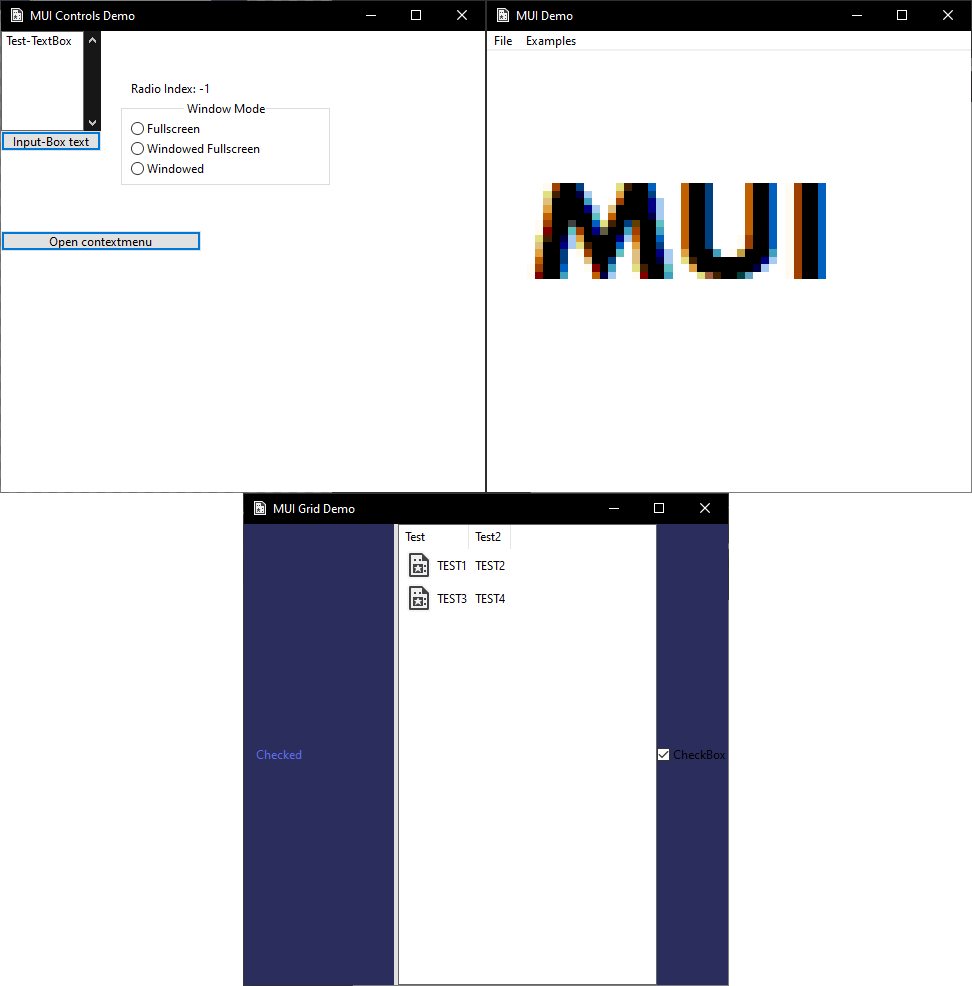 MUI Controls Demo
Test-TextBox
Radio Index: -1
Window Mode
Fullscreen
Input-Box text
Windowed Fullscreen
Windowed
Open contextmenu
MUI Demo
File Examples
MUI
MUI Grid Demo
Test Test2
TEST1 TEST2
TEST3 TEST4
Checked
CheckBox